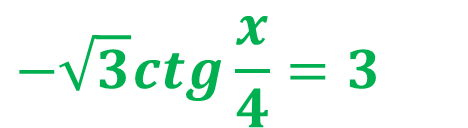 −√3ctg x/4 = 3